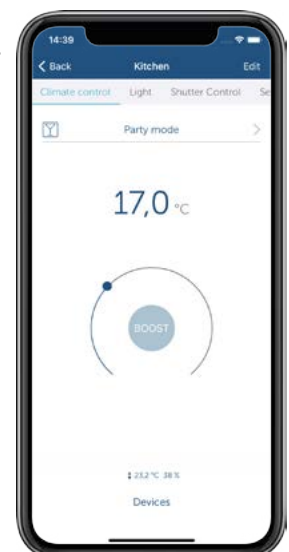 14:39
Back Kitchen Edit
Climate control Light Shutter Control Se
Party mode
17,0 °C
BOOST
23,2 °C 38 %
Devices